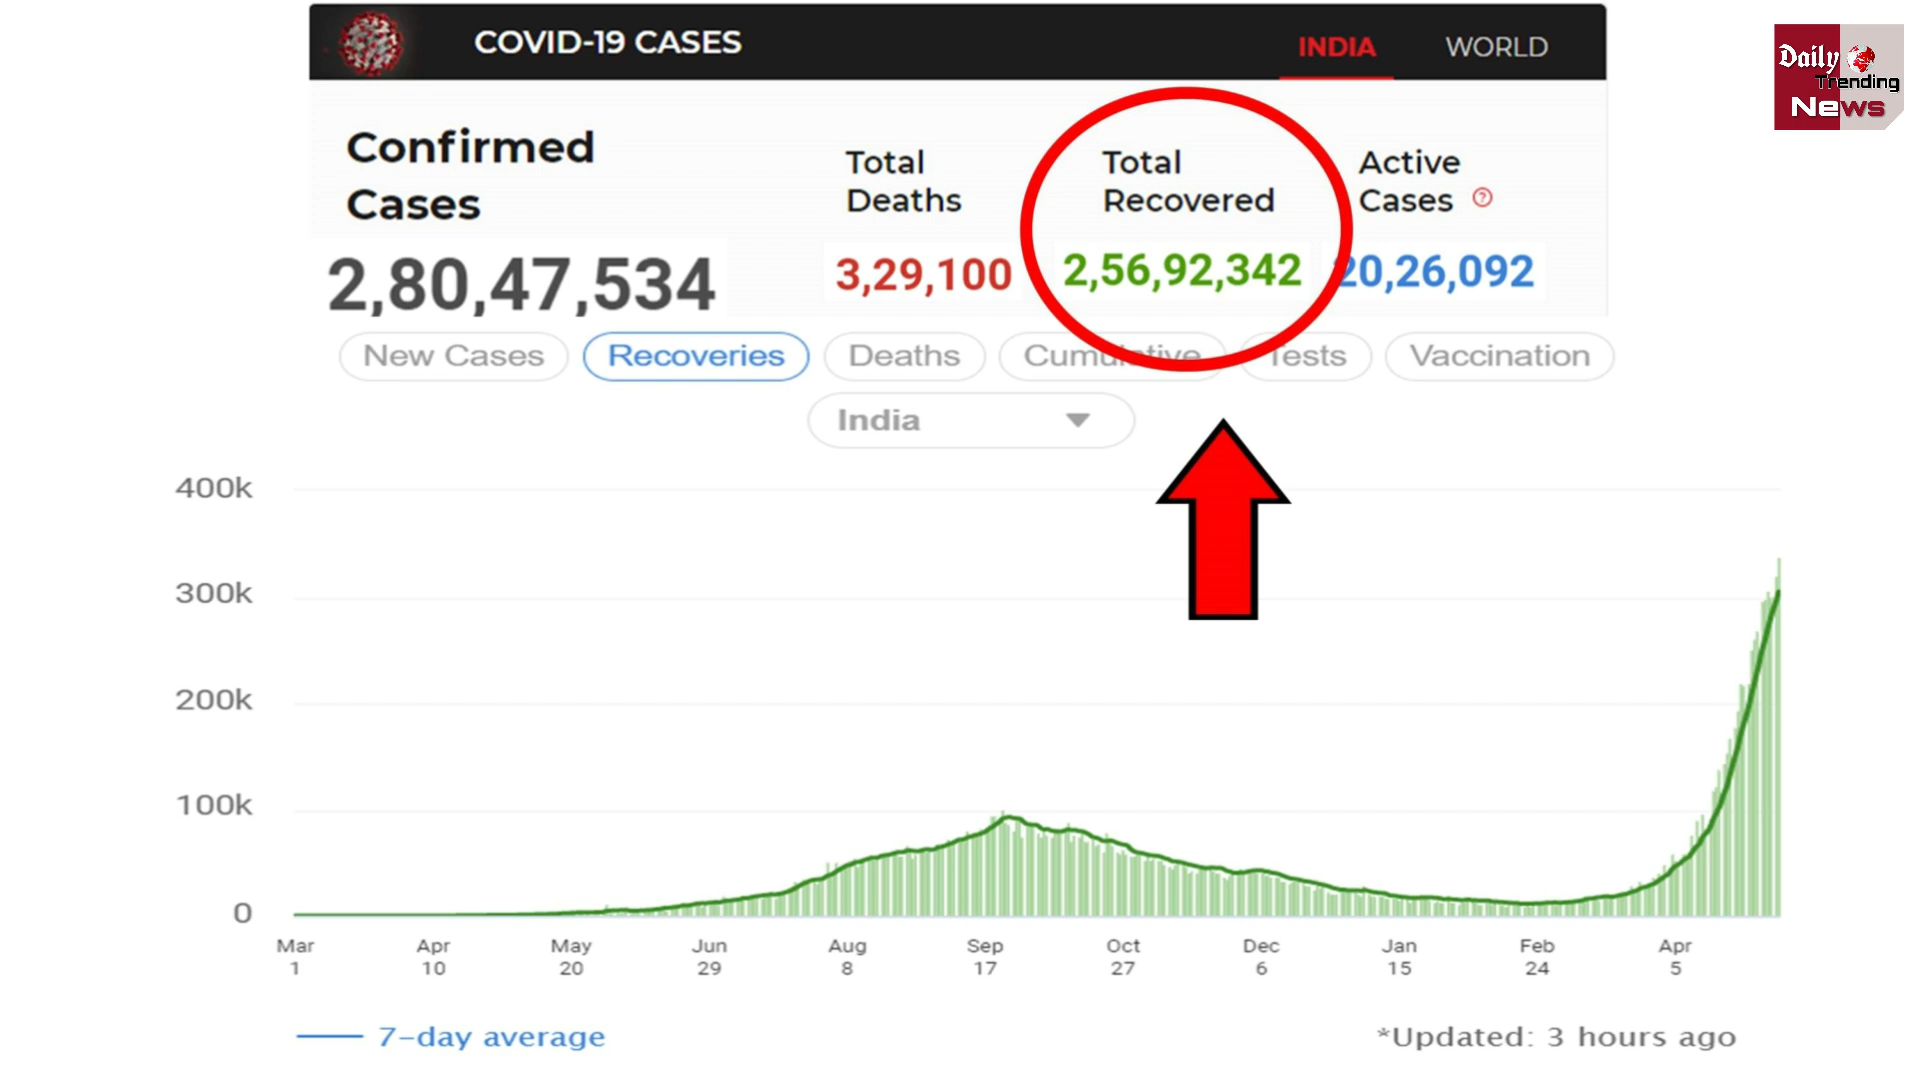 COVID-19 CASES
INDIA
WORLD
Daily
Trending
News
Confirmed
Cases
2,80,47,534
Total
Deaths
3,29,100
Total
Recovered
2,56,92,342
Active
Cases ?
20,26,092
New Cases
Recoveries
Deaths
Cumulative
Tests
Vaccination
India
400k
300k
200k
100k
0
Mar
1
Apr
10
May
20
Jun
29
Aug
8
Sep
17
Oct
27
Dec
6
Jan
15
Feb
24
Apr
5
7-day average
*Updated: 3 hours ago